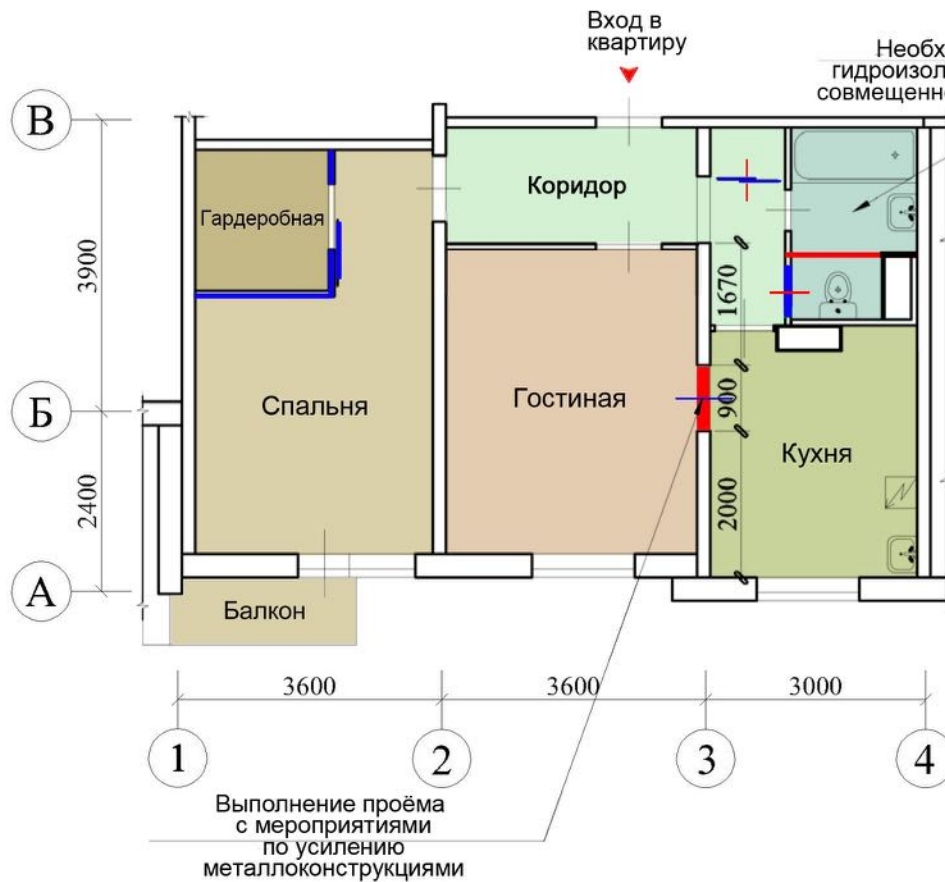 Вход в
квартиру
Необх
гидроизол
совмещенн
В
Коридор
Гардеробная
3900
1670
Б
Спальня
Гостиная
900
Кухня
2400
2000
А
Балкон
3600
3600
3000
1
2
3
4
Выполнение проёма
с мероприятиями
по усилению
металлоконструкциями